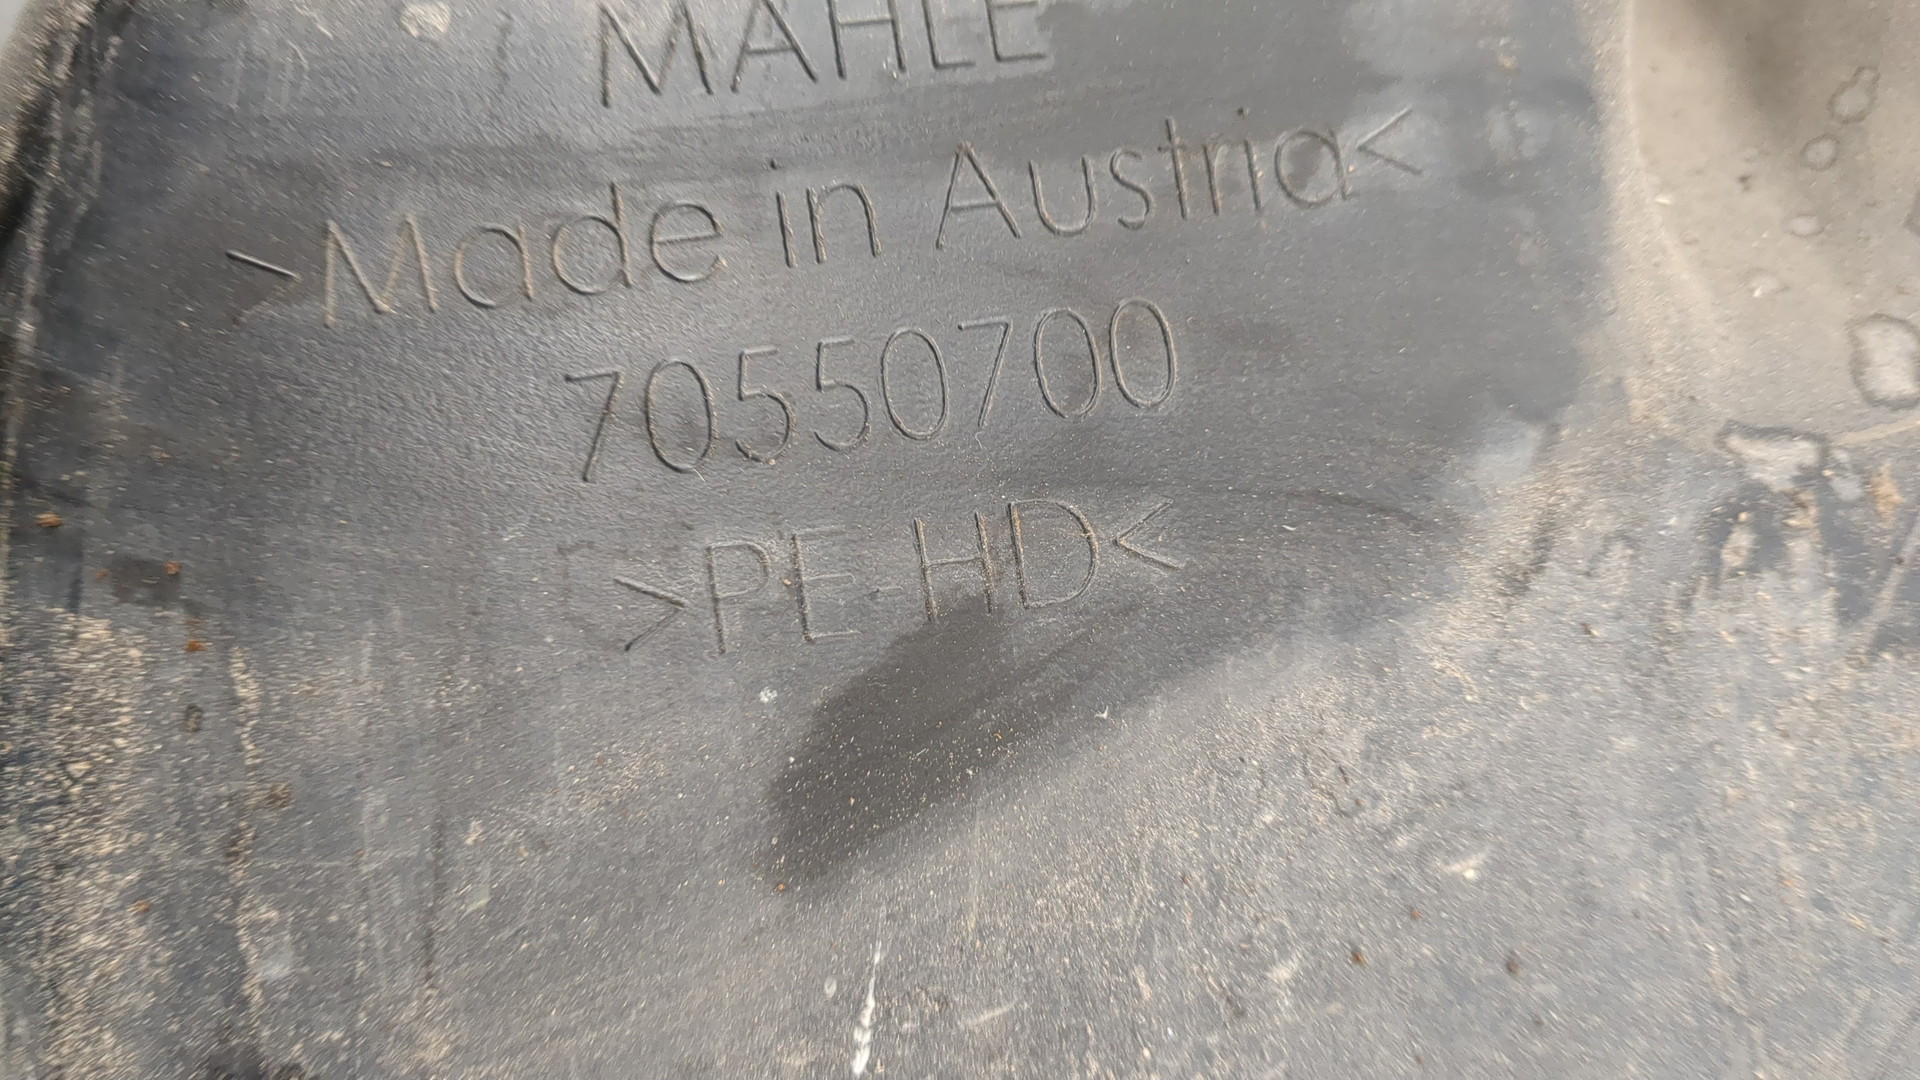 MAHLE
>Made in Austria<
70550700
>PE-HD<